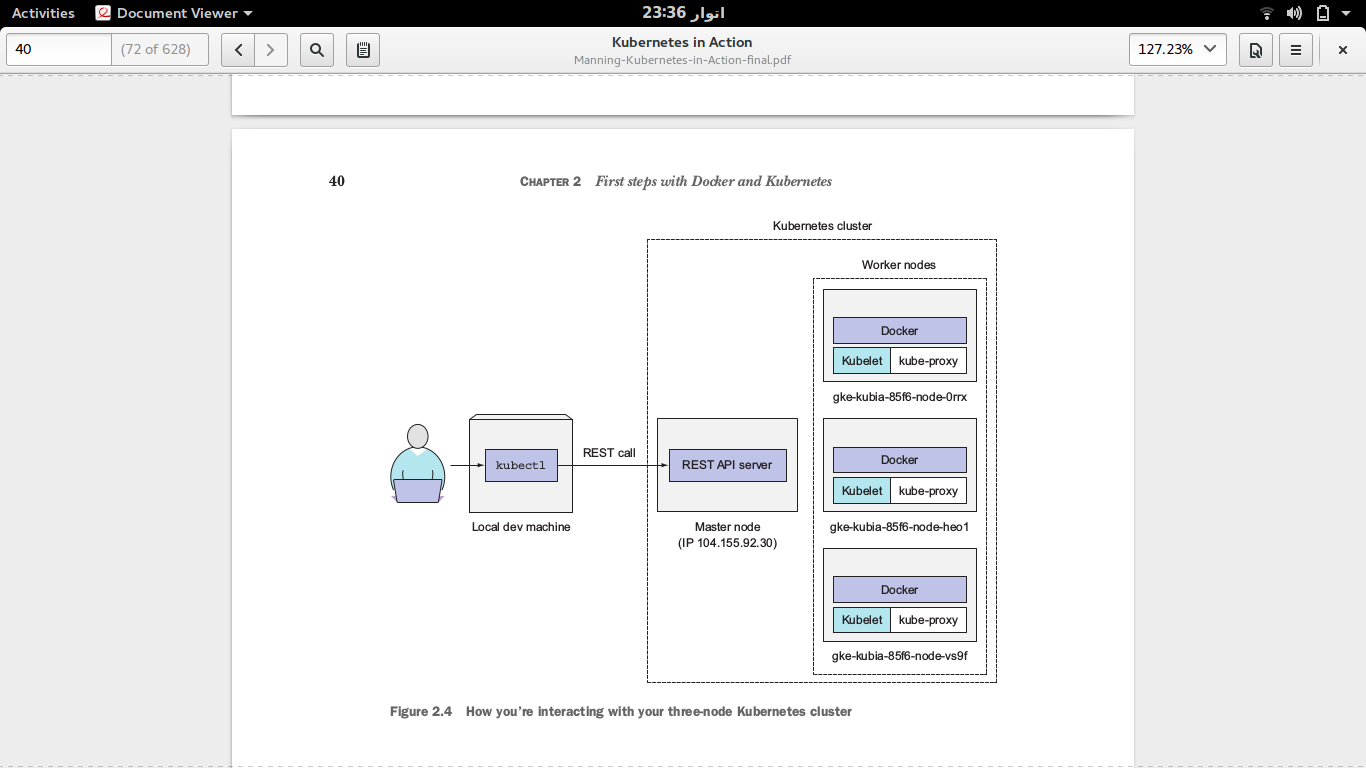 Activities Document Viewer اتوار 23:36
40 (72 of 628) Kubernetes in Action 127.23%
Manning-Kubernetes-in-Action-final.pdf
40 CHAPTER 2 First steps with Docker and Kubernetes
Kubernetes cluster
Worker nodes
Docker
Kubelet kube-proxy
gke-kubia-85f6-node-0rrx
kubectl
Local dev machine
REST call
REST API server
Master node
(IP 104.155.92.30)
Docker
Kubelet kube-proxy
gke-kubia-85f6-node-heo1
Docker
Kubelet kube-proxy
gke-kubia-85f6-node-vs9f
Figure 2.4 How you're interacting with your three-node Kubernetes cluster